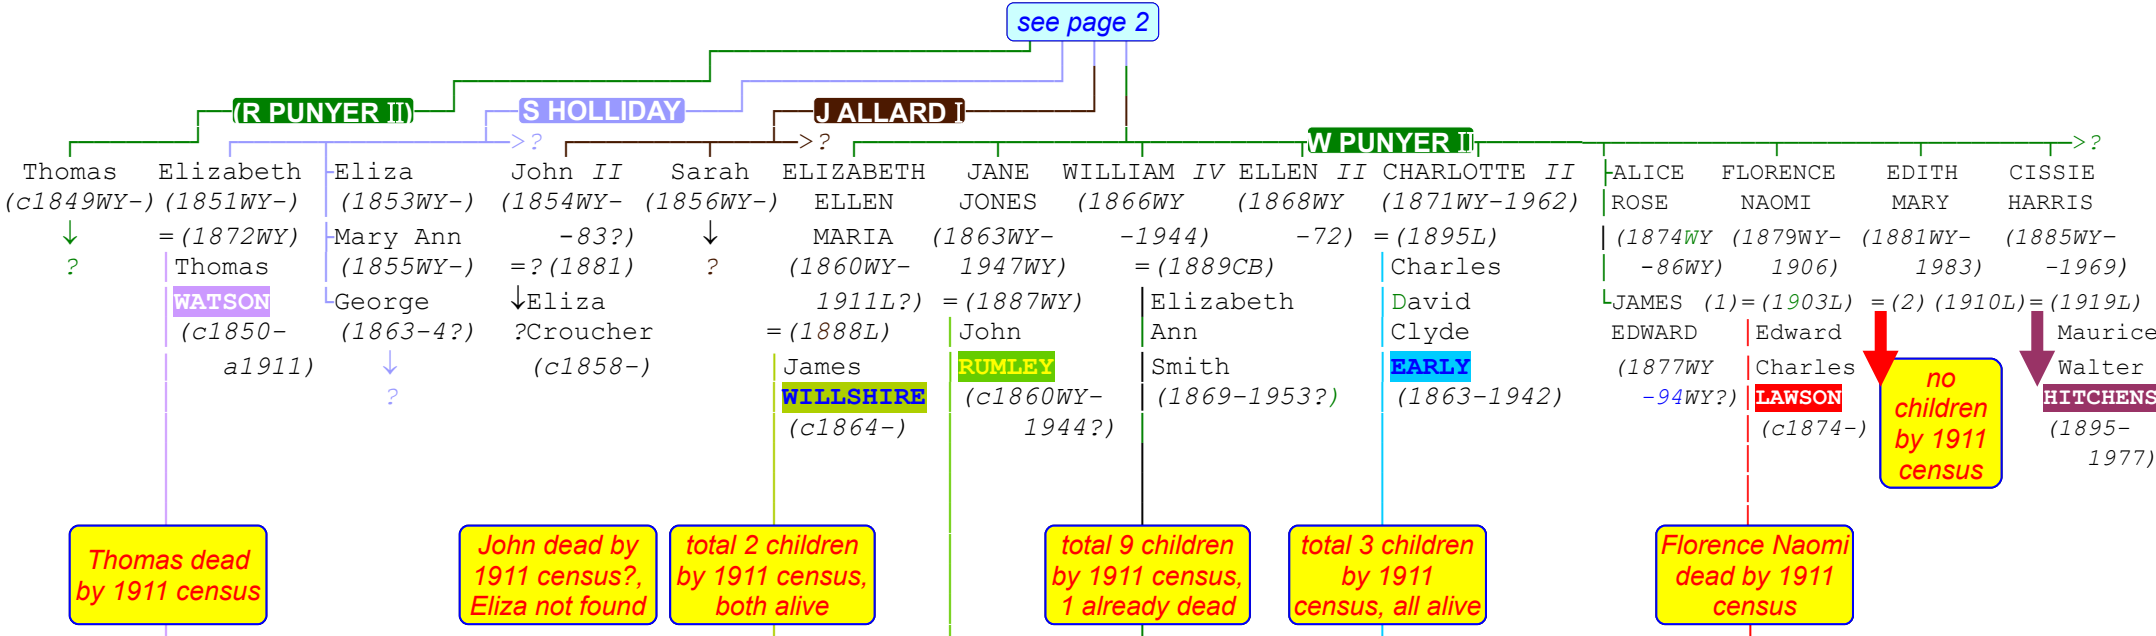 see page 2
(R PUNYER II)
S HOLLIDAY
J ALLARD I
W PUNYER II
>?
>?
>?
Thomas Elizabeth Eliza John II Sarah ELIZABETH JANE WILLIAM IV ELLEN II CHARLOTTE II ALICE FLORENCE EDITH CISSIE
(c1849WY-) (1851WY-) (1853WY-) (1854WY- (1856WY-) ELLEN JONES (1866WY (1868WY (1871WY-1962) ROSE NAOMI MARY HARRIS
↓ =(1872WY) Mary Ann -83?) ↓ MARIA (1863WY- -1944) -72) =(1895L) (1874WY (1879WY- (1881WY- (1885WY-
? Thomas (1855WY-) =?(1881) ? (1860WY- 1947WY) =(1889CB) Charles -86WY) 1906) 1983) -1969)
WATSON George ↓Eliza 1911L?) =(1887WY) Elizabeth David JAMES (1)=(1903L) =(2)(1910L)=(1919L)
(c1850- (1863-4?) ?Croucher =(1888L) John Ann Clyde EDWARD Edward Maurice
a1911) ↓ (c1858-) James RUMLEY Smith EARLY (1877WY Charles Walter
? WILLSHIRE (c1860WY- (1869-1953?) (1863-1942) -94WY?) LAWSON HITCHENS
(c1864-) 1944?) (c1874-) (1895-
1977)
no
children
by 1911
census
Thomas dead
by 1911 census
John dead by
1911 census?,
Eliza not found
total 2 children
by 1911 census,
both alive
total 9 children
by 1911 census,
1 already dead
total 3 children
by 1911
census, all alive
Florence Naomi
dead by 1911
census